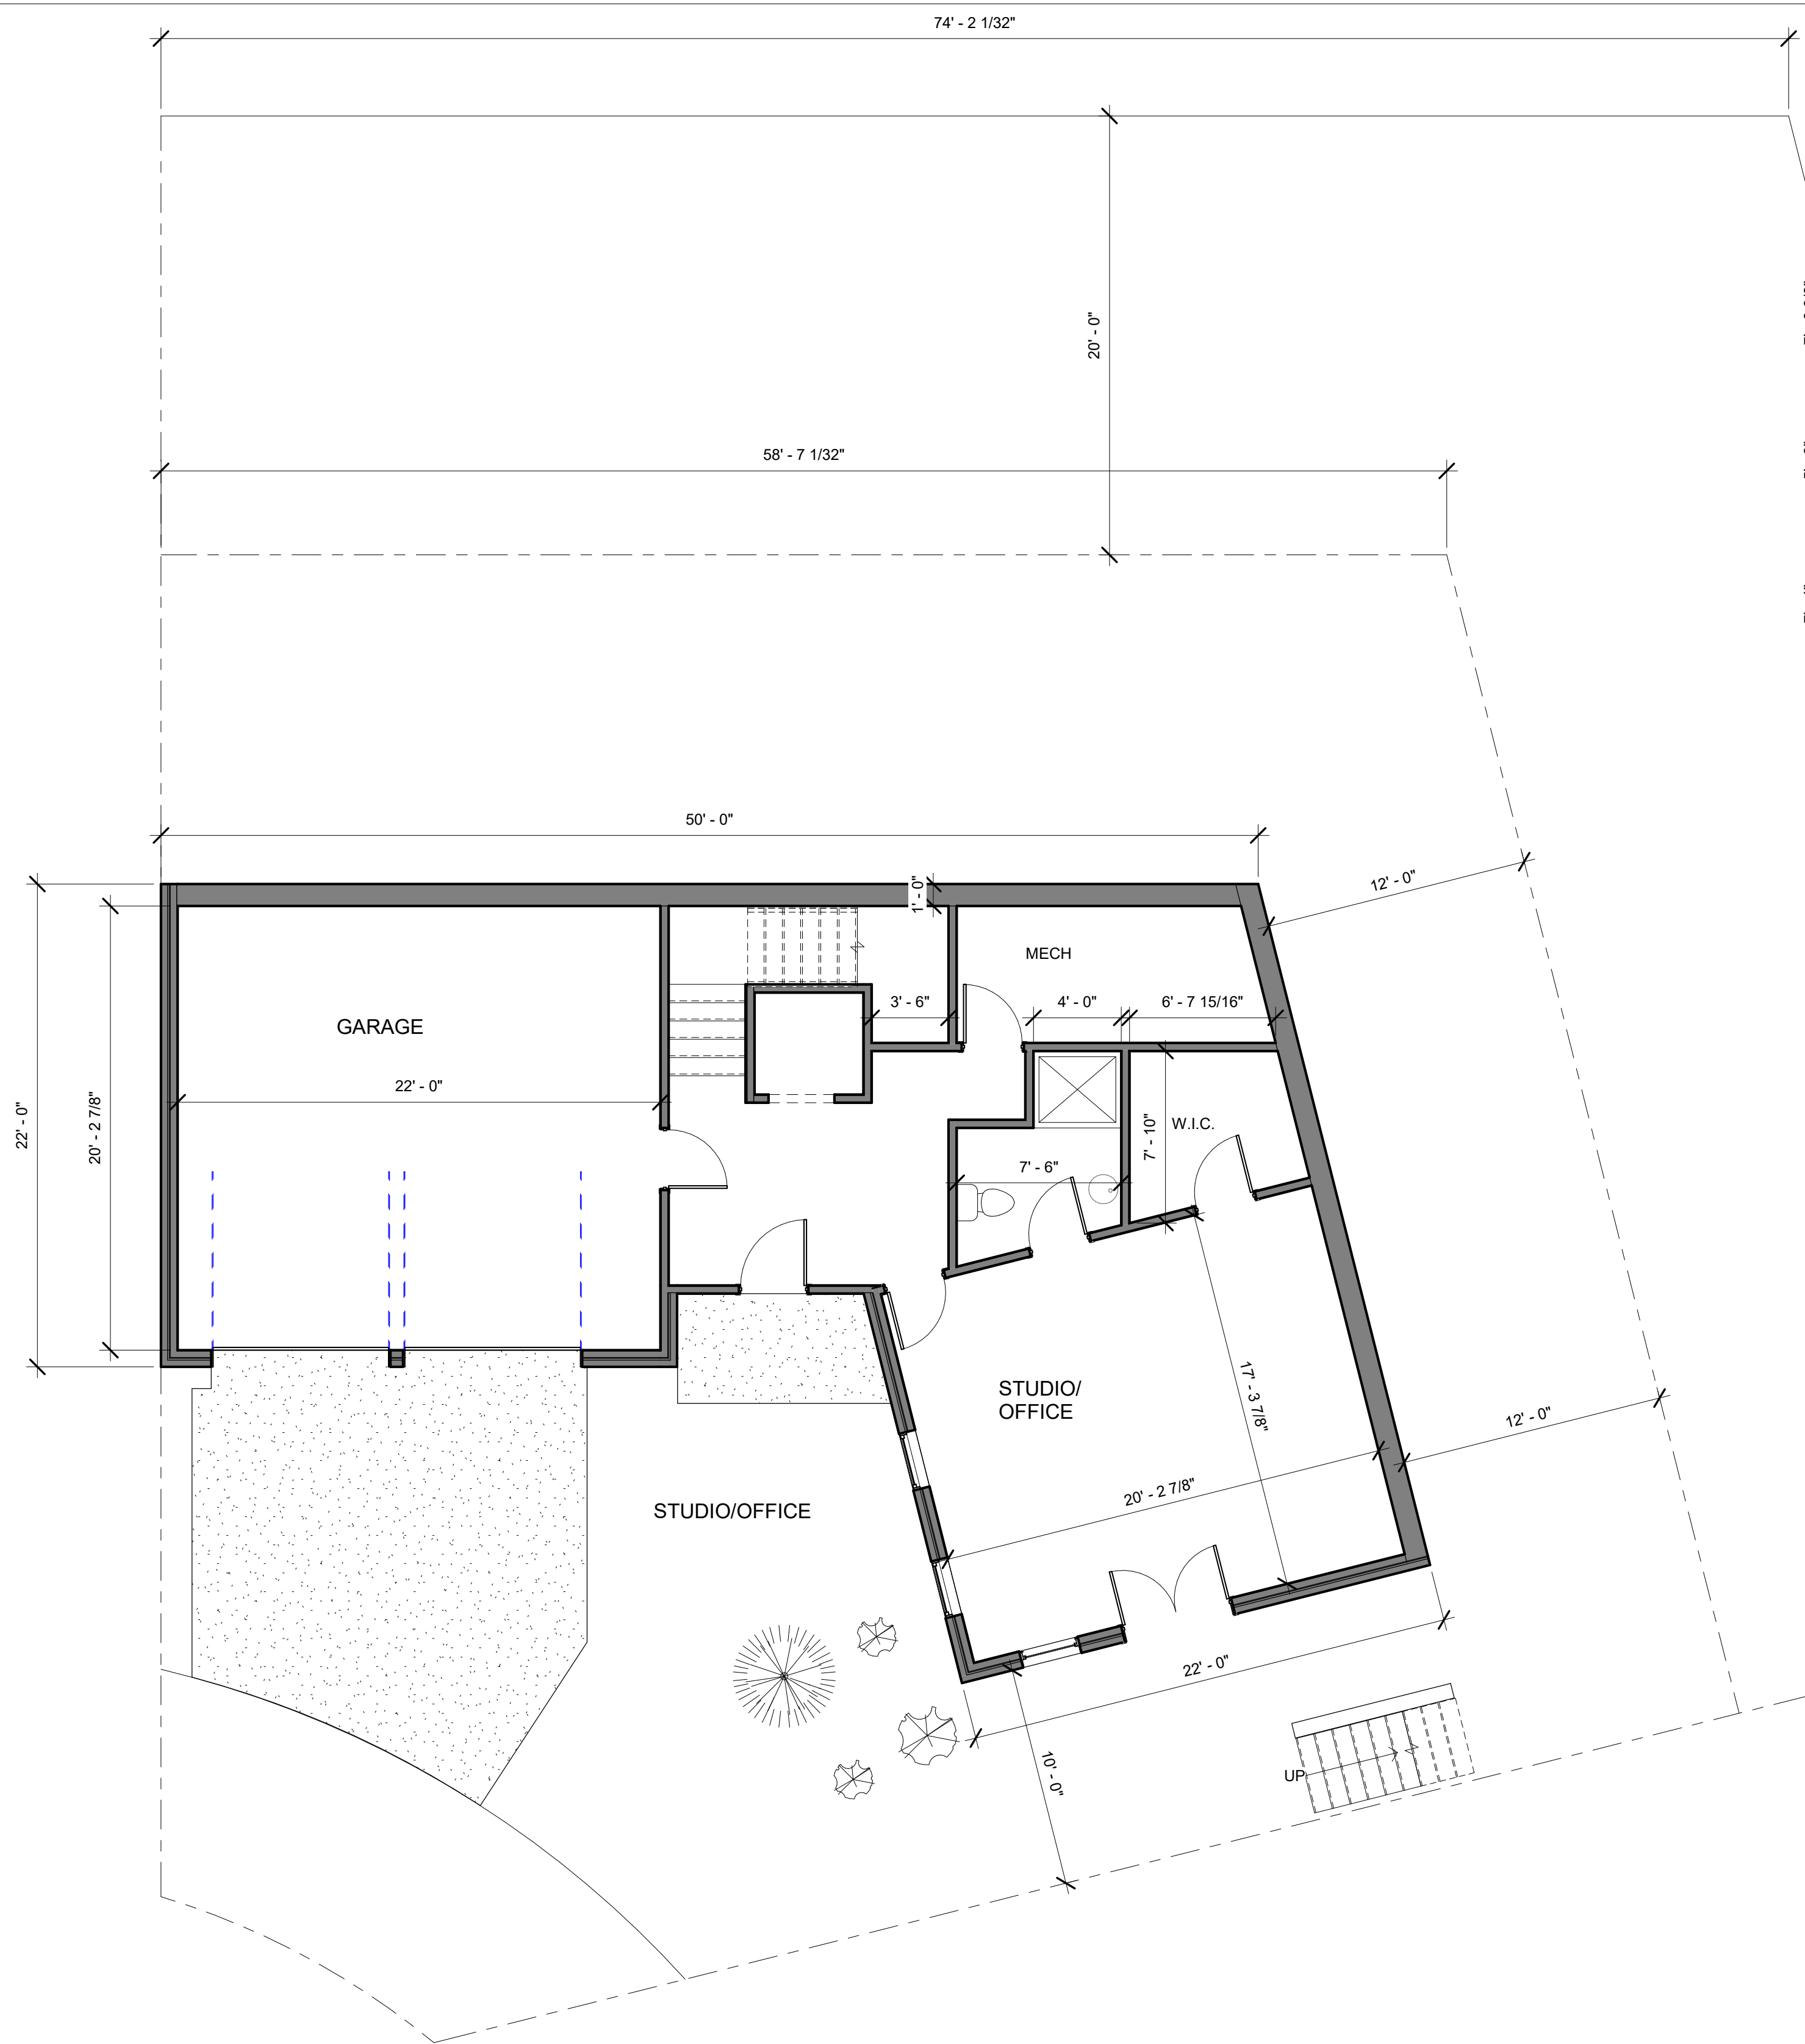 74' - 2 1/32"
20' - 0"
58' - 7 1/32"
50' - 0"
12' - 0"
1' - 0"
MECH
3' - 6"
4' - 0"
6' - 7 15/16"
GARAGE
22' - 0"
22' - 0"
20' - 2 7/8"
7' - 10"
W.I.C.
7' - 6"
STUDIO/
OFFICE
17' - 3 7/8"
12' - 0"
20' - 2 7/8"
STUDIO/OFFICE
22' - 0"
10' - 0"
UP